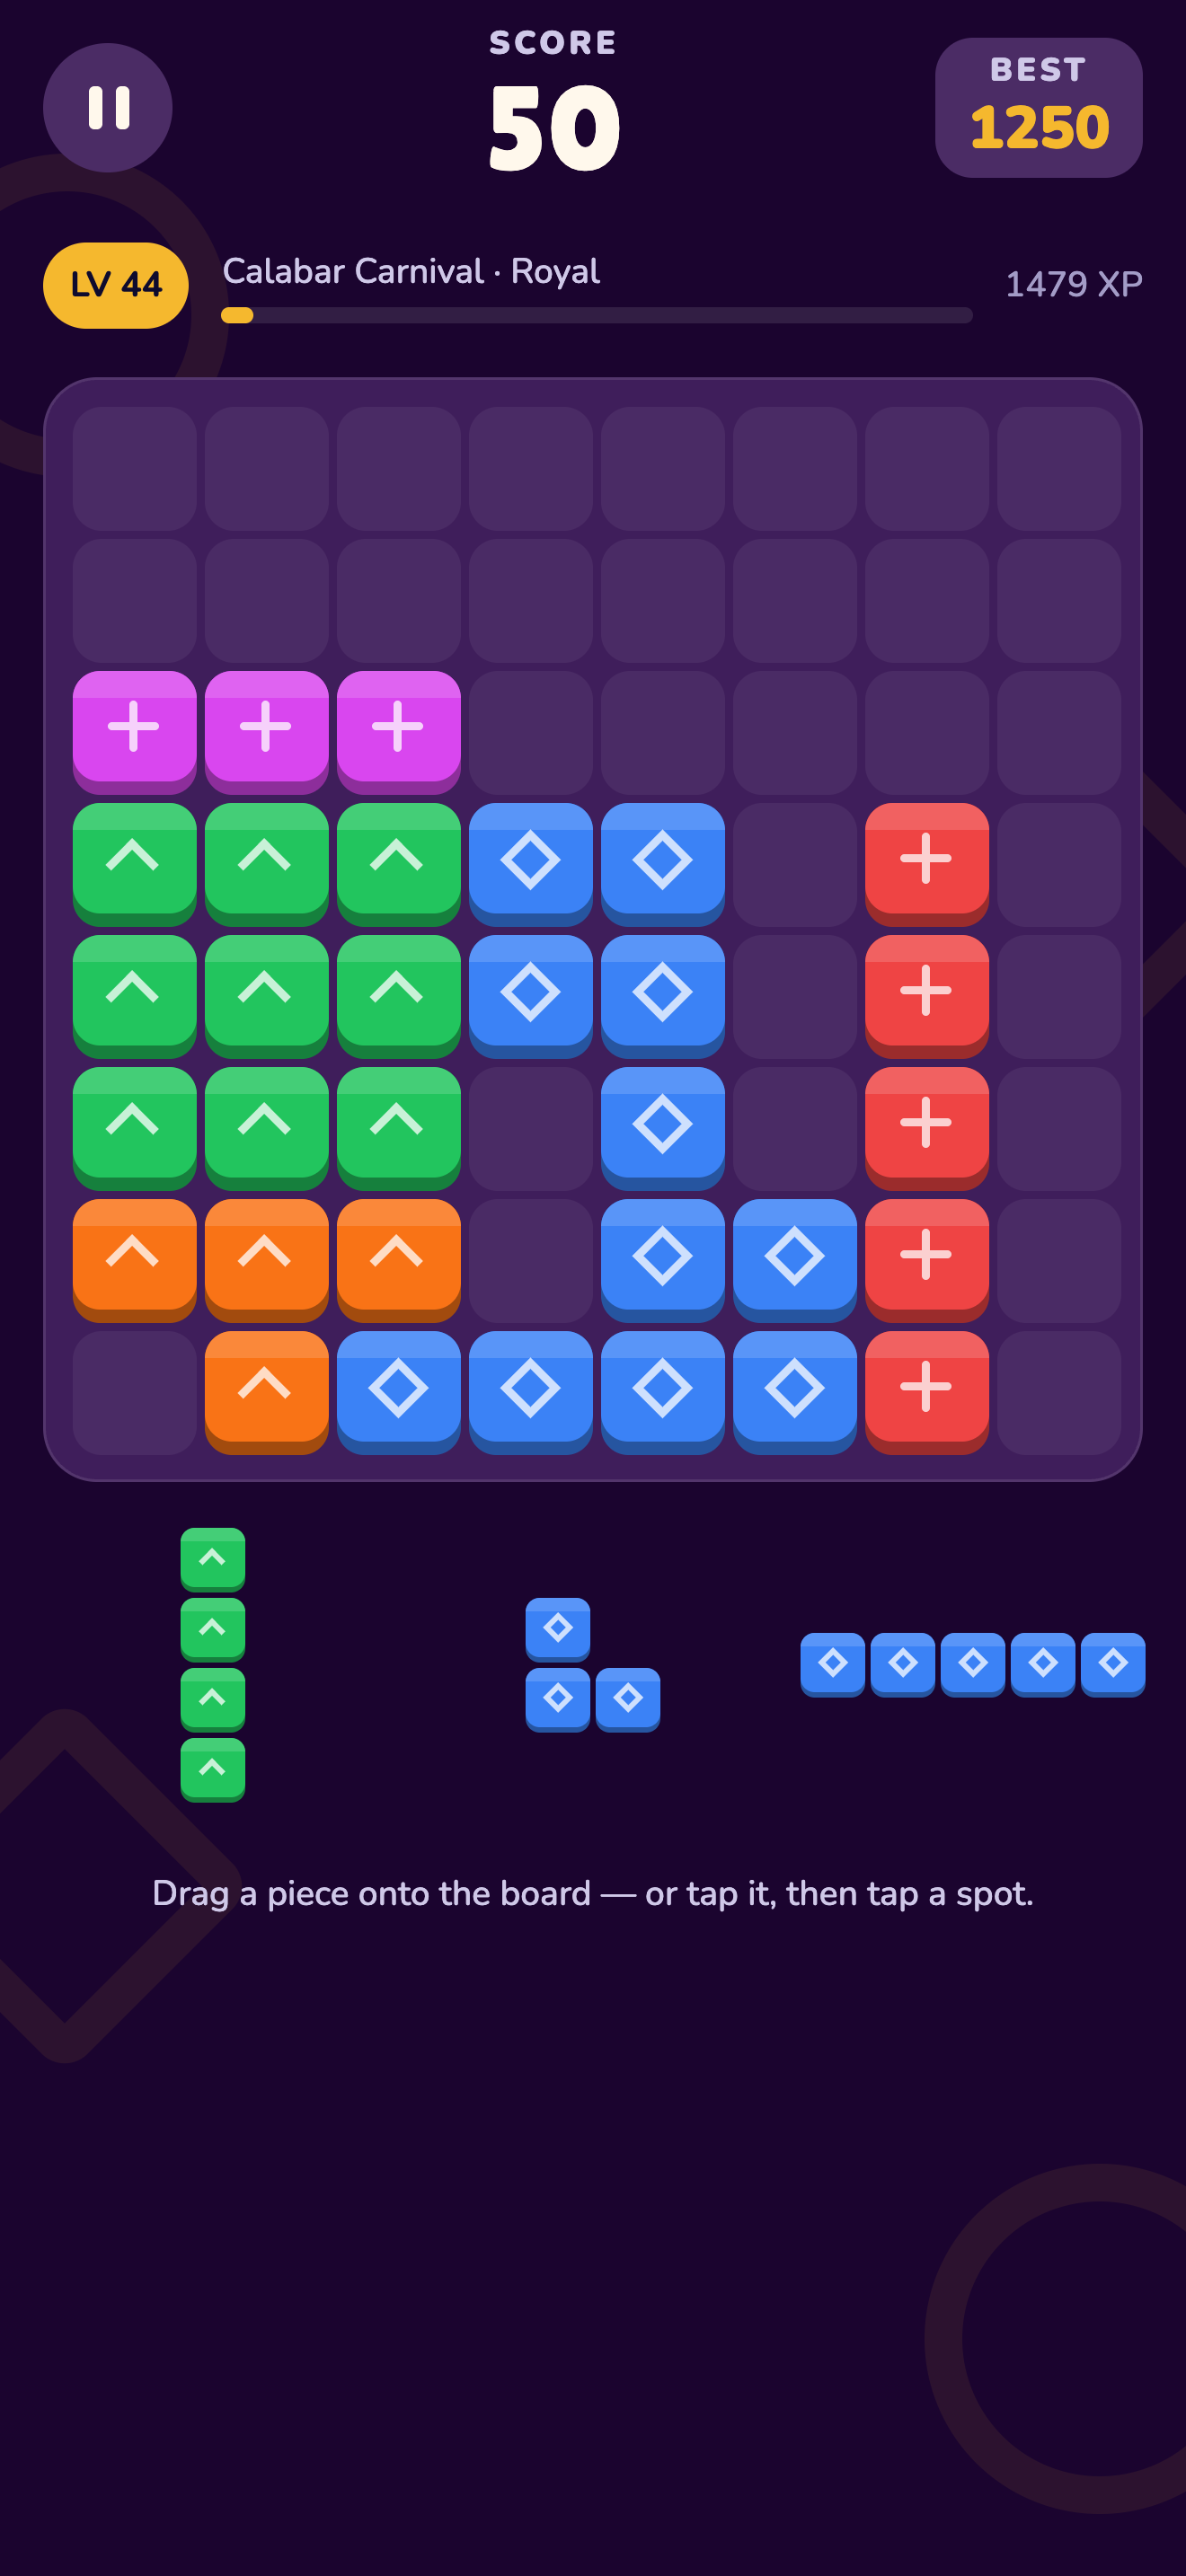 SCORE
50
BEST
1250
LV 44
Calabar Carnival · Royal
1479 XP
Drag a piece onto the board — or tap it, then tap a spot.